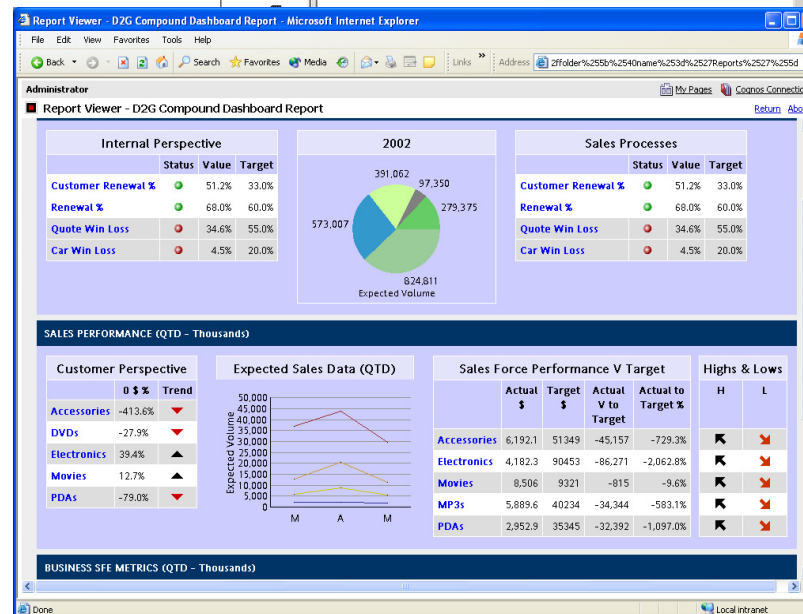 Report Viewer - D2G Compound Dashboard Report - Microsoft Internet Explorer
File Edit View Favorites Tools Help
Back Search Favorites Media Links » Address 2ffolder%255b%2540name%253d%2527Reports%2527%255d
Administrator My Pages Cognos Connectio
Report Viewer - D2G Compound Dashboard Report Return Abo
Internal Perspective
Status Value Target
Customer Renewal % 51.2% 33.0%
Renewal % 68.0% 60.0%
Quote Win Loss 34.6% 55.0%
Car Win Loss 4.5% 20.0%
2002
391,062
97,350
279,375
573,007
824,811
Expected Volume
Sales Processes
Status Value Target
Customer Renewal % 51.2% 33.0%
Renewal % 68.0% 60.0%
Quote Win Loss 34.6% 55.0%
Car Win Loss 4.5% 20.0%
SALES PERFORMANCE (QTD - Thousands)
Customer Perspective
0 $ % Trend
Accessories -413.6%
DVDs -27.9%
Electronics 39.4%
Movies 12.7%
PDAs -79.0%
Expected Sales Data (QTD)
Expected Volume
50,000
45,000
40,000
35,000
30,000
25,000
20,000
15,000
10,000
5,000
0
M A M
Sales Force Performance V Target
Actual $ Target $ Actual V to Target Actual to Target %
Accessories 6,192.1 51349 -45,157 -729.3%
Electronics 4,182.3 90453 -86,271 -2,062.8%
Movies 8,506 9321 -815 -9.6%
MP3s 5,889.6 40234 -34,344 -583.1%
PDAs 2,952.9 35345 -32,392 -1,097.0%
Highs & Lows
H L
BUSINESS SFE METRICS (QTD - Thousands)
Done Local intranet